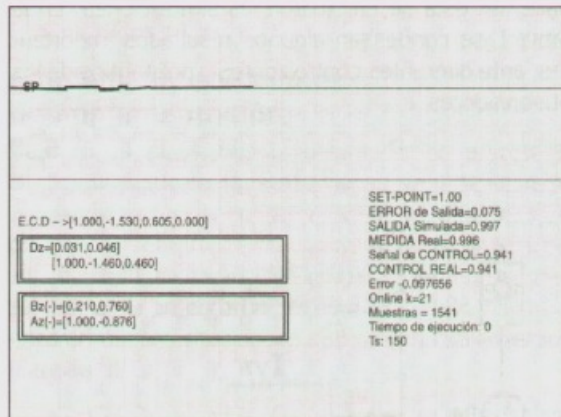 SP
E.C.D - >[1.000,-1.530,0.605,0.000]
Dz=[0.031,0.046]
[1.000,-1.460,0.460]
Bz(-)=[0.210,0.760]
Az(-)=[1.000,-0.876]
SET-POINT=1.00
ERROR de Salida=0.075
SALIDA Simulada=0.997
MEDIDA Real=0.996
Señal de CONTROL=0.941
CONTROL REAL=0.941
Error -0.097656
Online k=21
Muestras = 1541
Tiempo de ejecución: 0
Ts: 150